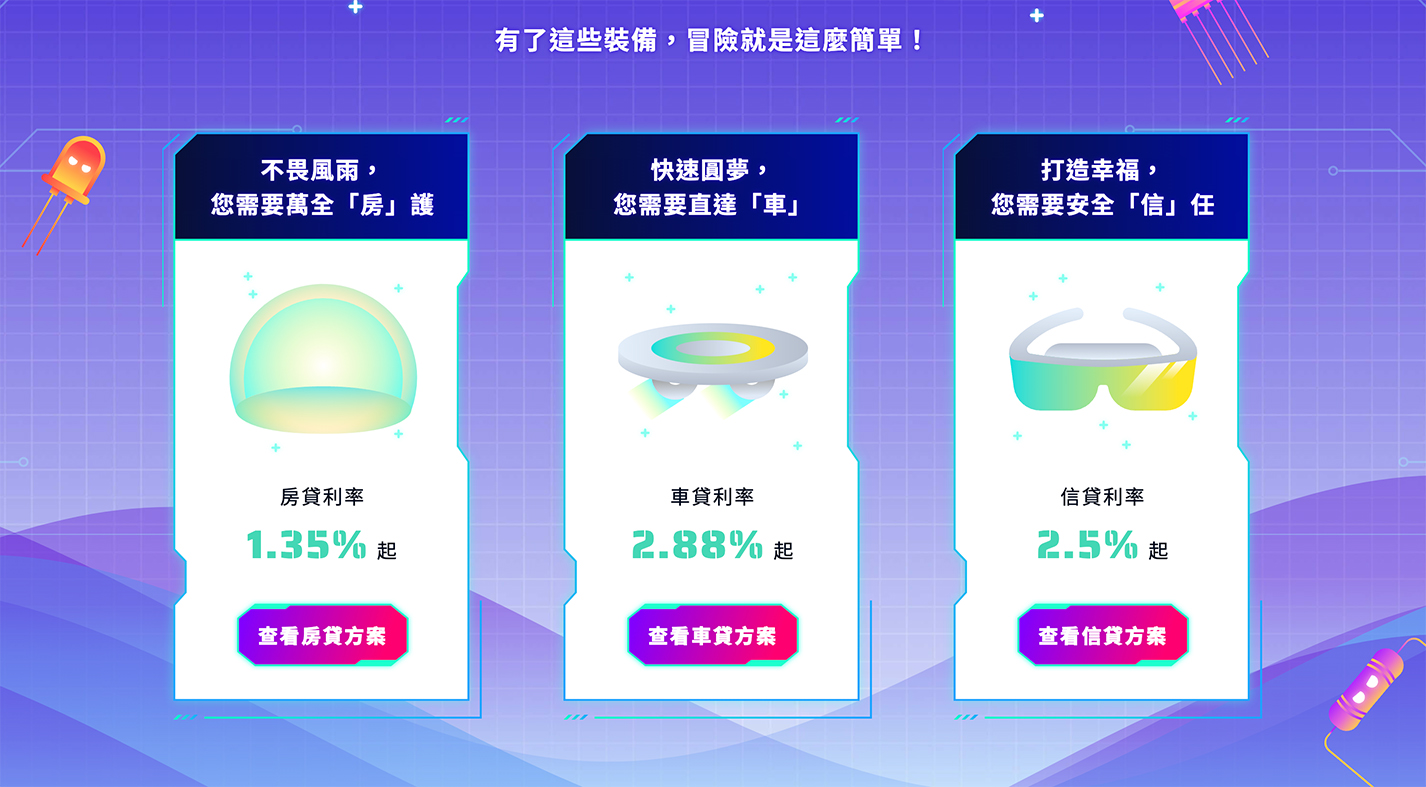 有了這些裝備，冒險就是這麼簡單！
不畏風雨，
您需要萬全「房」護
房貸利率
1.35% 起
查看房貸方案
快速圓夢，
您需要直達「車」
車貸利率
2.88% 起
查看車貸方案
打造幸福，
您需要安全「信」任
信貸利率
2.5% 起
查看信貸方案